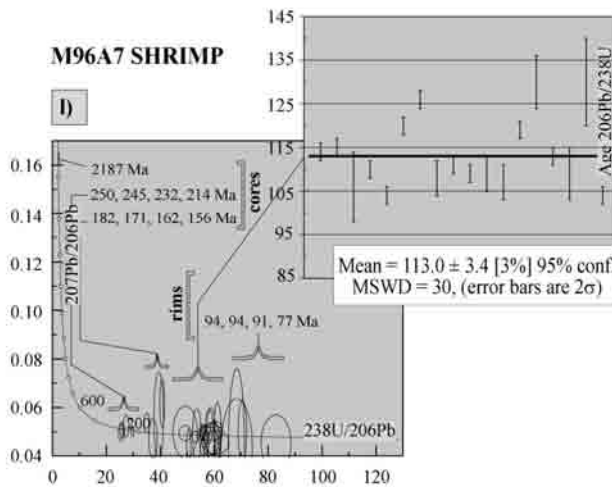 M96A7 SHRIMP
l)
145
135
125
115
105
95
85
Age 206Pb/238U
Mean = 113.0 ± 3.4 [3%] 95% conf.
MSWD = 30, (error bars are 2σ)
0.16
0.14
0.12
0.10
0.08
0.06
0.04
207Pb/206Pb
2187 Ma
250, 245, 232, 214 Ma
182, 171, 162, 156 Ma
cores
rims
94, 94, 91, 77 Ma
600
200
238U/206Pb
0 20 40 60 80 100 120